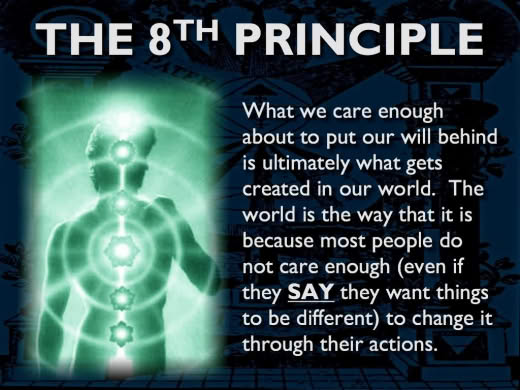 THE 8TH PRINCIPLE
What we care enough
about to put our will behind
is ultimately what gets
created in our world. The
world is the way that it is
because most people do
not care enough (even if
they SAY they want things
to be different) to change it
through their actions.